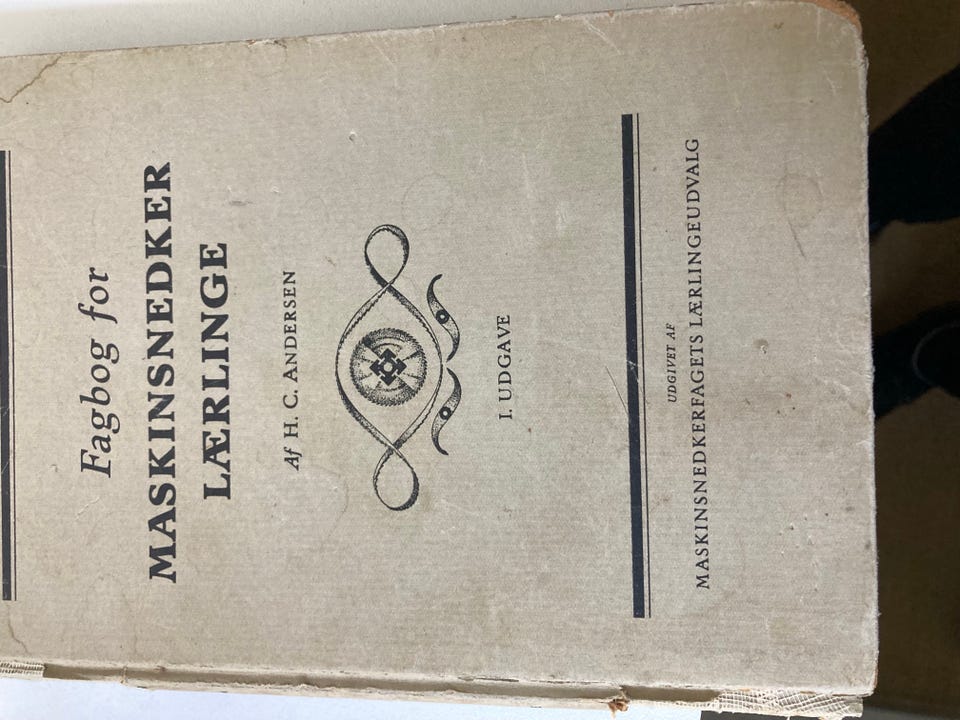 Fagbog for
MASKINSNEDKER
LÆRLINGE
Af H. C. ANDERSEN
I. UDGAVE
UDGIVET AF
MASKINSNEDKERFAGETS LÆRLINGEUDVALG